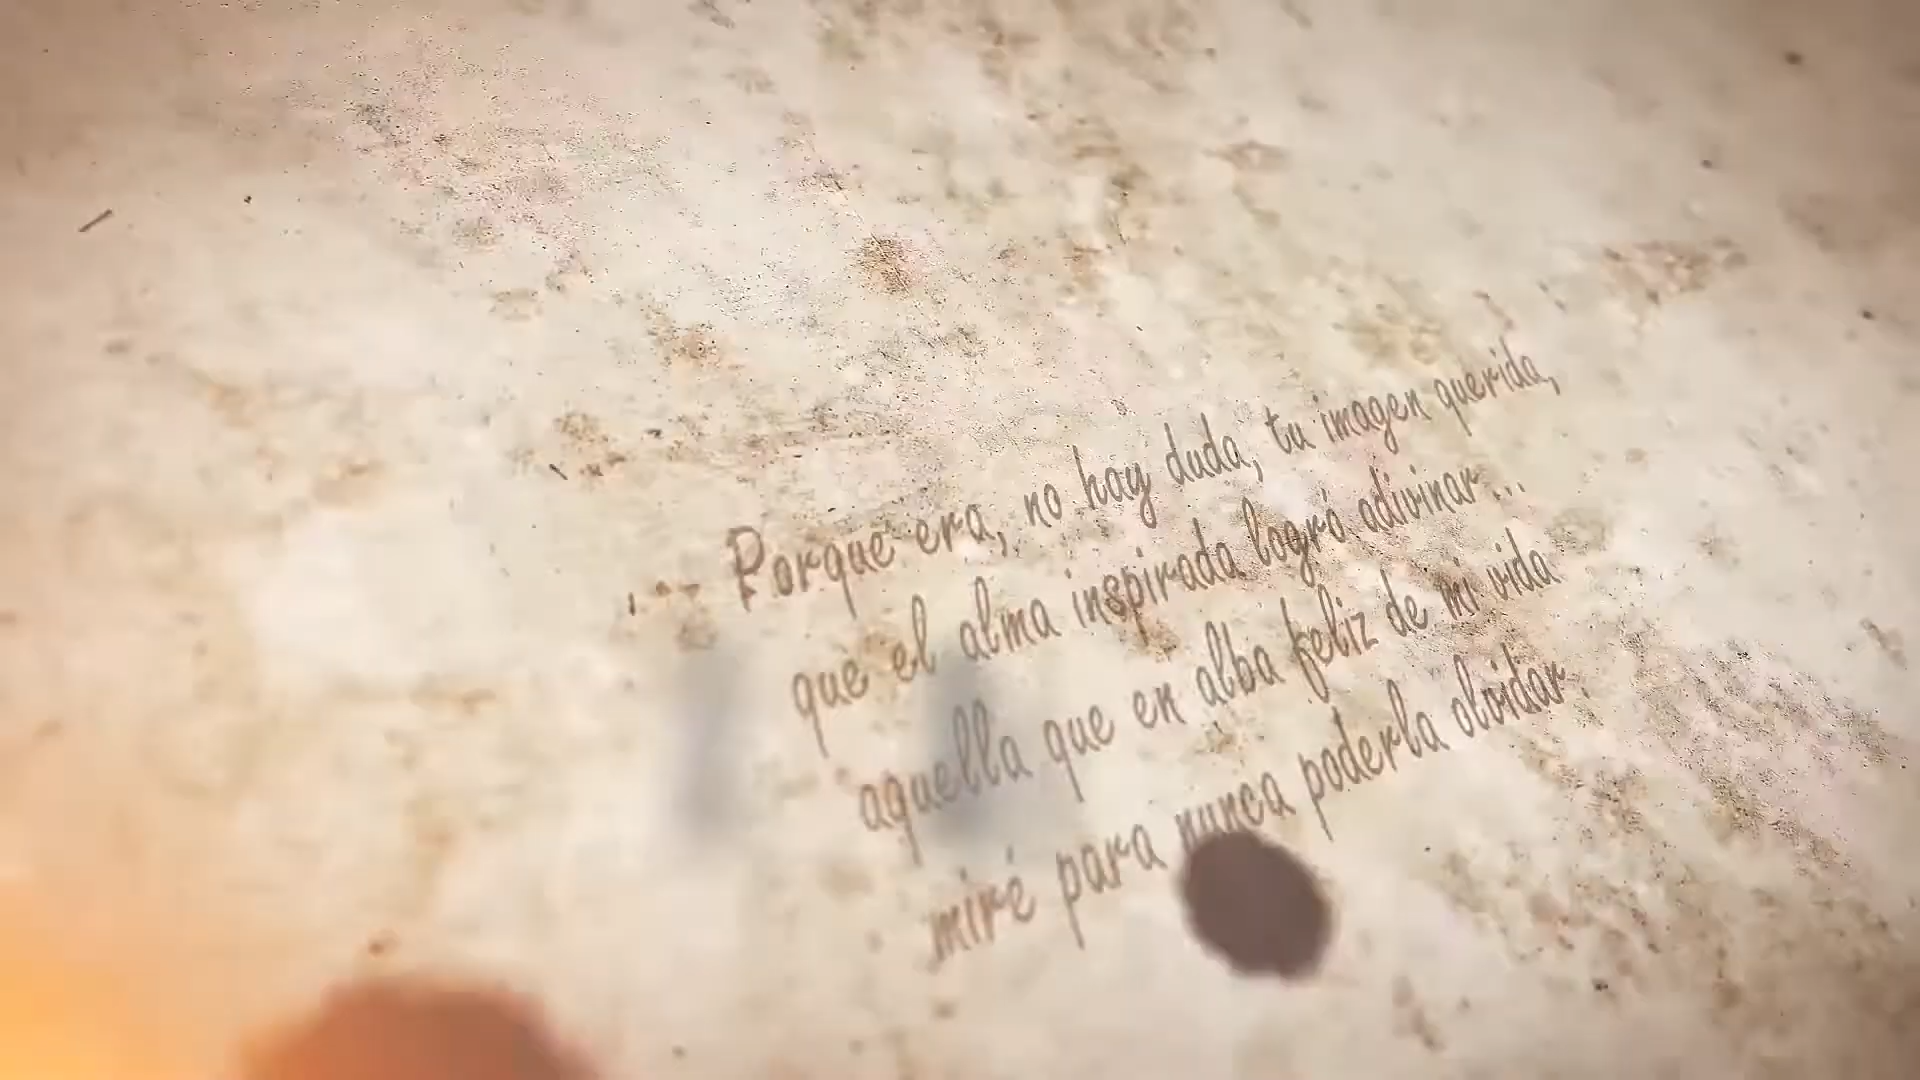 Porque era, no hay duda, tu imagen querida,
que el alma inspirada logró adivinar...
aquella que en alba feliz de mi vida
miré para nunca poderla olvidar.